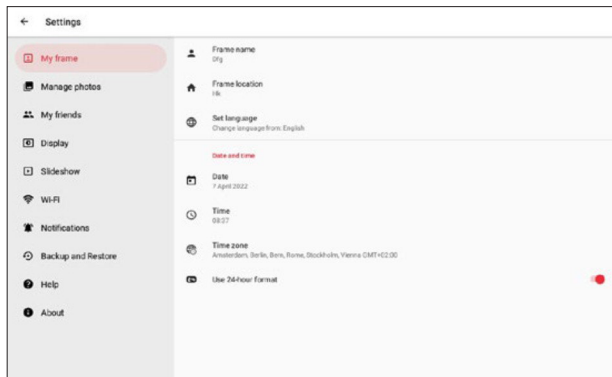 Settings
My frame
Manage photos
My friends
Display
Slideshow
Wi-Fi
Notifications
Backup and Restore
Help
About
Frame name
Dfg
Frame location
Hk
Set language
Change language from: English
Date and time
Date
7 April 2022
Time
08:37
Time zone
Amsterdam, Berlin, Bern, Rome, Stockholm, Vienna GMT+02:00
Use 24-hour format